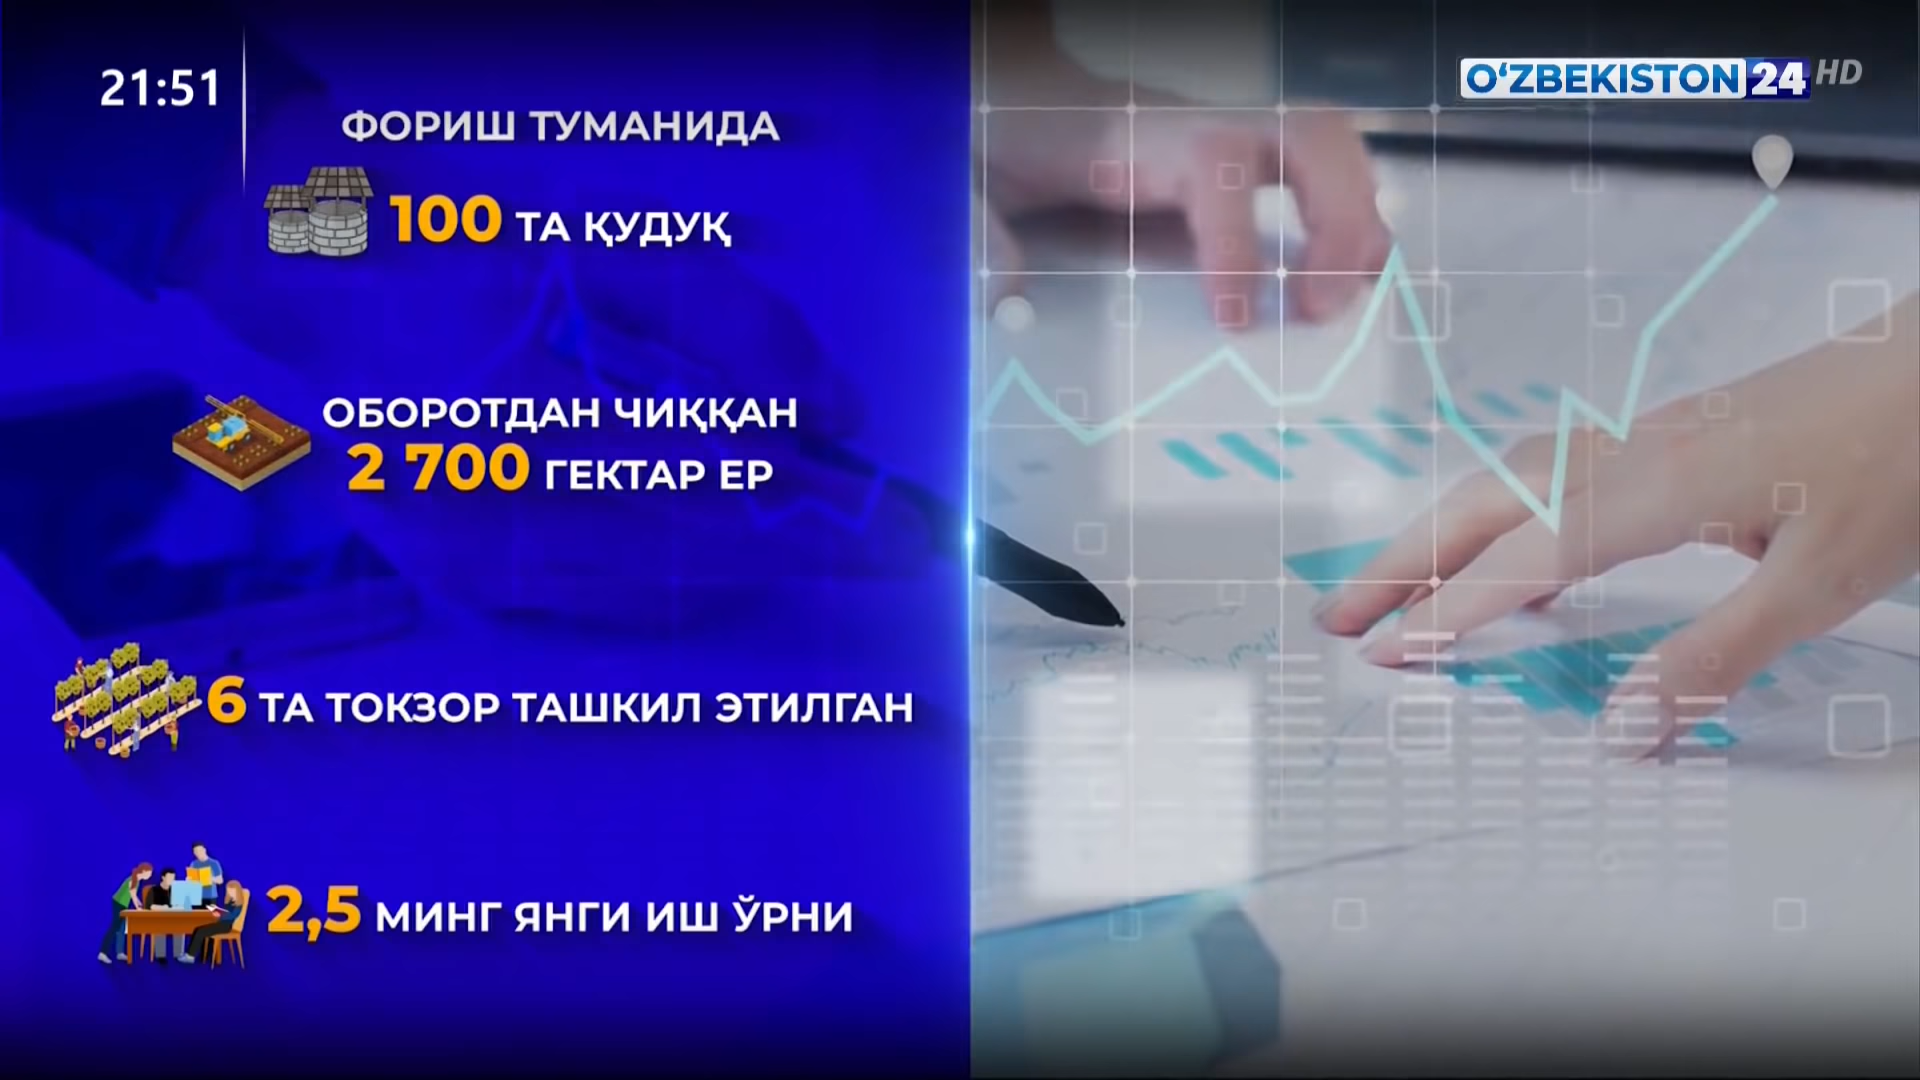 21:51
O‘ZBEKISTON 24 HD
ФОРИШ ТУМАНИДА
100 ТА ҚУДУҚ
ОБОРОТДАН ЧИҚҚАН
2 700 ГЕКТАР ЕР
6 ТА ТОКЗОР ТАШКИЛ ЭТИЛГАН
2,5 МИНГ ЯНГИ ИШ ЎРНИ